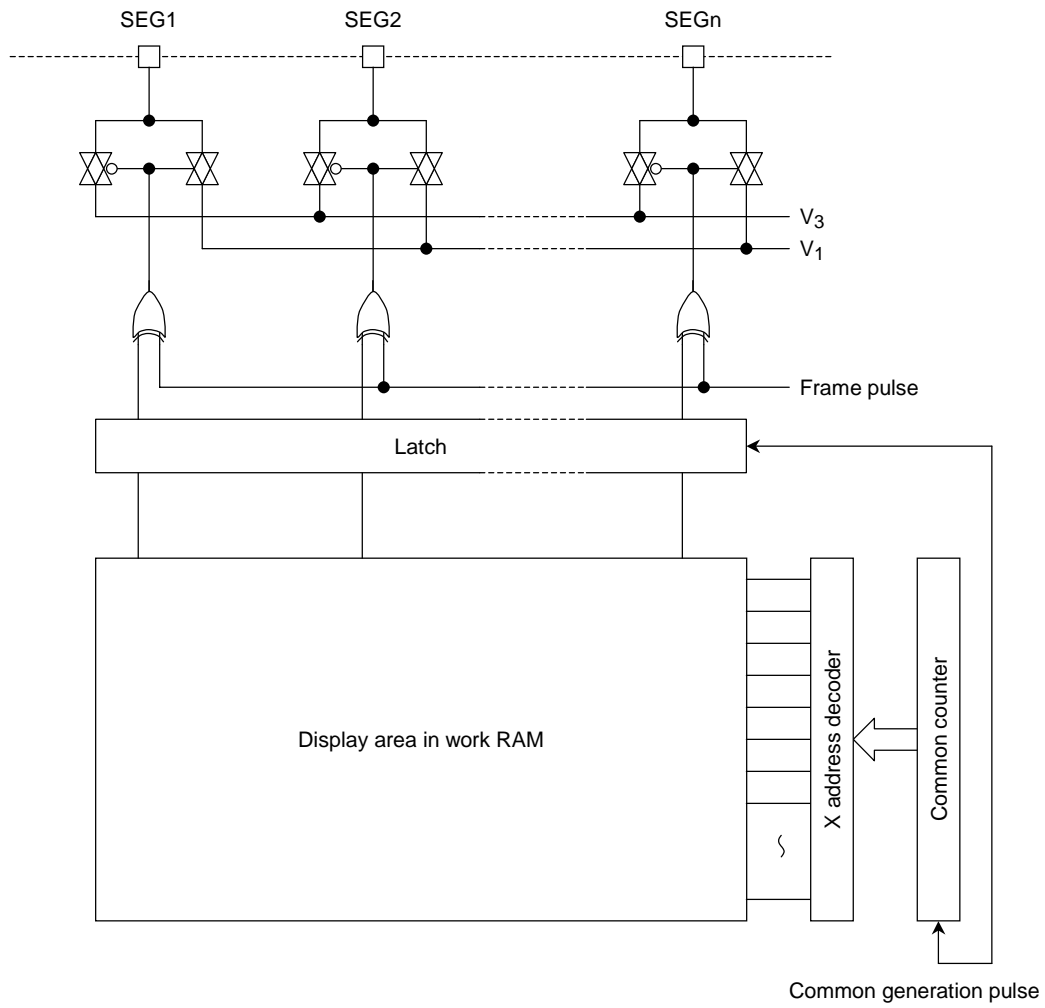 SEG1
SEG2
SEGn
V3
V1
Frame pulse
Latch
Display area in work RAM
X address decoder
Common counter
Common generation pulse